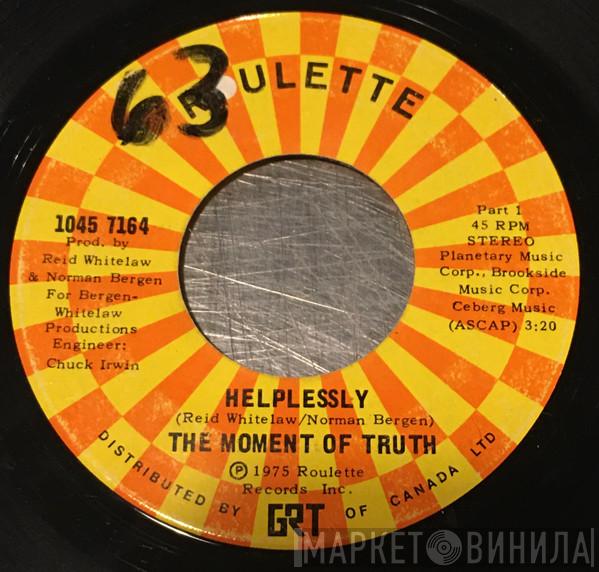 63
ROULETTE
1045 7164
Prod. by
Reid Whitelaw
& Norman Bergen
For Bergen-
Whitelaw
Productions
Engineer:
Chuck Irwin
Part 1
45 RPM
STEREO
Planetary Music
Corp., Brookside
Music Corp.
Ceberg Music
(ASCAP) 3:20
HELPLESSLY
(Reid Whitelaw/Norman Bergen)
THE MOMENT OF TRUTH
℗ 1975 Roulette
Records Inc.
DISTRIBUTED BY GRT OF CANADA LTD
МАРКЕТ ВИНИЛА